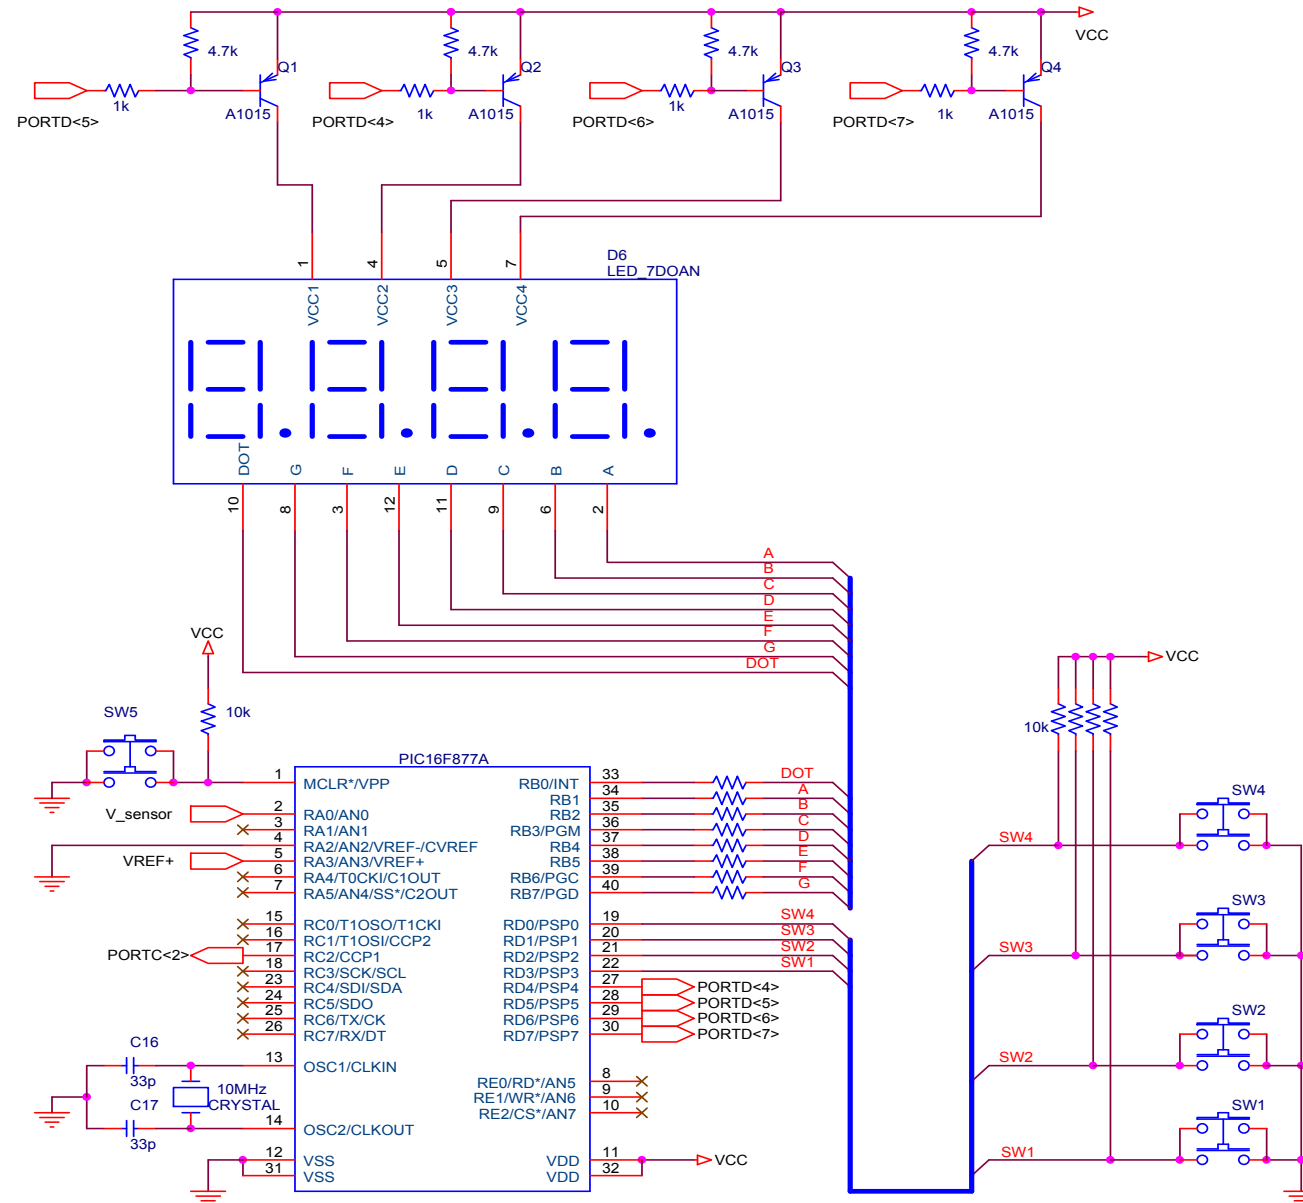 VCC
4.7k
4.7k
4.7k
4.7k
Q1
Q2
Q3
Q4
1k
1k
1k
1k
A1015
A1015
A1015
A1015
PORTD<5>
PORTD<4>
PORTD<6>
PORTD<7>
D6
LED_7DOAN
1
4
5
7
VCC1
VCC2
VCC3
VCC4
DOT
G
F
E
D
C
B
A
10
8
3
12
11
9
6
2
A
B
C
D
E
F
G
DOT
VCC
10k
SW5
PIC16F877A
1 MCLR*/VPP
V_sensor 2 RA0/AN0
3 RA1/AN1
4 RA2/AN2/VREF-/CVREF
VREF+ 5 RA3/AN3/VREF+
6 RA4/T0CKI/C1OUT
7 RA5/AN4/SS*/C2OUT
15 RC0/T1OSO/T1CKI
16 RC1/T1OSI/CCP2
PORTC<2> 17 RC2/CCP1
18 RC3/SCK/SCL
23 RC4/SDI/SDA
24 RC5/SDO
25 RC6/TX/CK
26 RC7/RX/DT
13 OSC1/CLKIN
14 OSC2/CLKOUT
12 VSS
31 VSS
C16
33p
10MHz
CRYSTAL
C17
33p
RB0/INT 33 DOT
RB1 34 A
RB2 35 B
RB3/PGM 36 C
RB4 37 D
RB5 38 E
RB6/PGC 39 F
RB7/PGD 40 G
RD0/PSP0 19 SW4
RD1/PSP1 20 SW3
RD2/PSP2 21 SW2
RD3/PSP3 22 SW1
RD4/PSP4 27 PORTD<4>
RD5/PSP5 28 PORTD<5>
RD6/PSP6 29 PORTD<6>
RD7/PSP7 30 PORTD<7>
RE0/RD*/AN5 8
RE1/WR*/AN6 9
RE2/CS*/AN7 10
VDD 11 VCC
VDD 32
VCC
10k
SW4
SW4
SW3
SW3
SW2
SW2
SW1
SW1